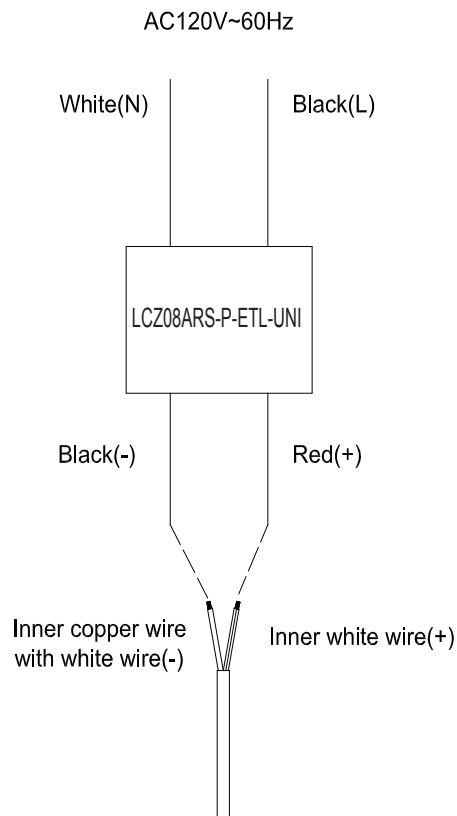 AC120V~60Hz
White(N)
Black(L)
LCZ08ARS-P-ETL-UNI
Black(-)
Red(+)
Inner copper wire
with white wire(-)
Inner white wire(+)